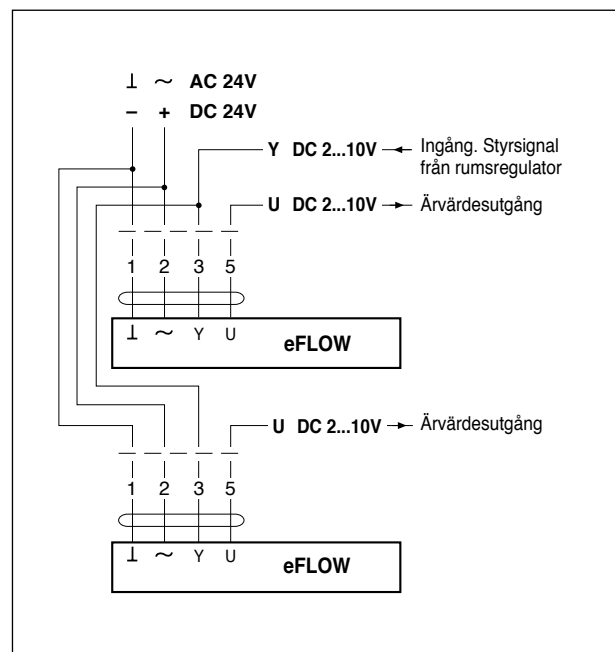 ⊥ ~ AC 24V
– + DC 24V
Y DC 2...10V Ingång. Styrsignal
från rumsregulator
U DC 2...10V Ärvärdesutgång
1 2 3 5
⊥ ~ Y U eFLOW
U DC 2...10V Ärvärdesutgång
1 2 3 5
⊥ ~ Y U eFLOW